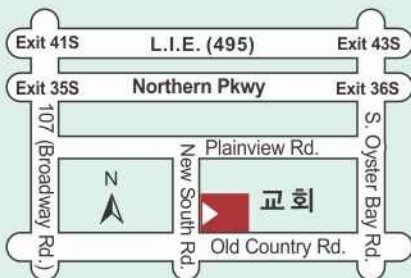 Exit 41S
L.I.E. (495)
Exit 43S
Exit 35S
Northern Pkwy
Exit 36S
107 (Broadway Rd.)
Plainview Rd.
S. Oyster Bay Rd.
N
New South Rd.
교회
Old Country Rd.